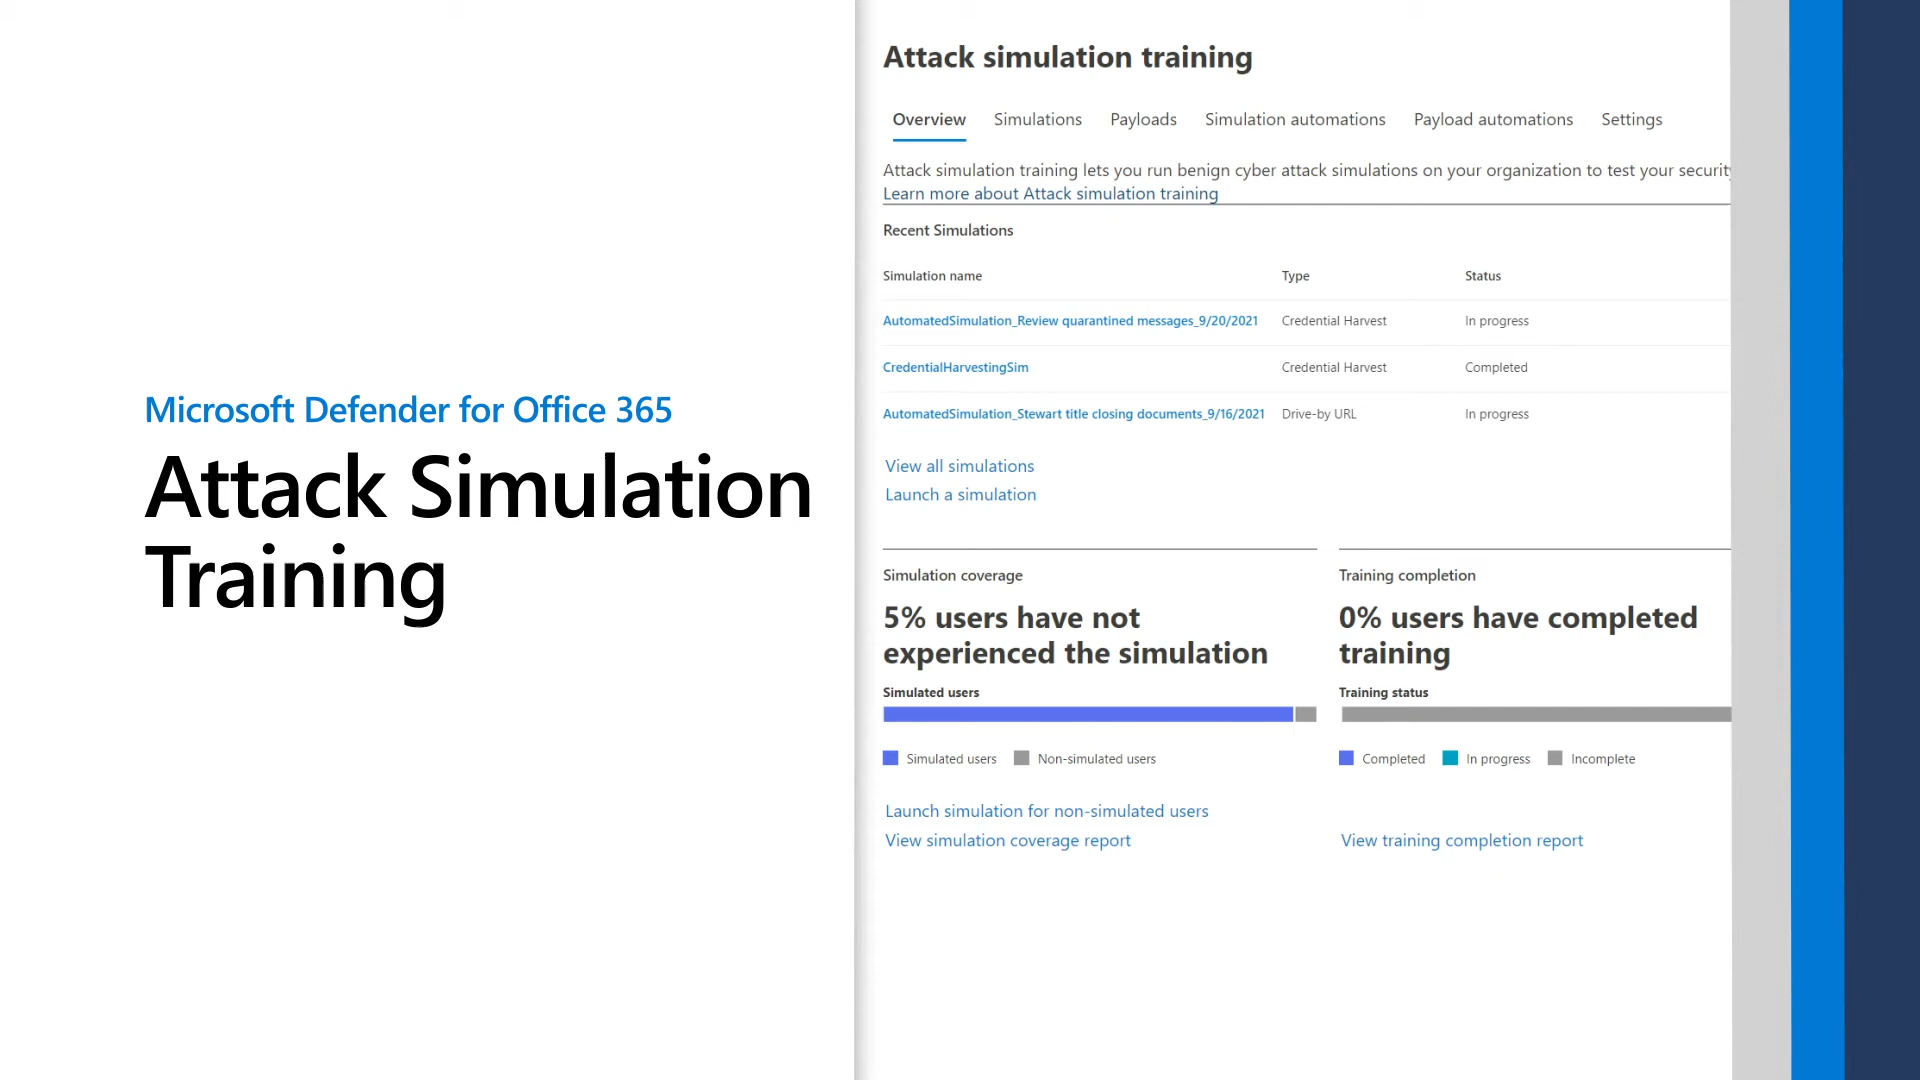 Microsoft Defender for Office 365
Attack Simulation
Training
Attack simulation training
Overview Simulations Payloads Simulation automations Payload automations Settings
Attack simulation training lets you run benign cyber attack simulations on your organization to test your security
Learn more about Attack simulation training
Recent Simulations
Simulation name Type Status
AutomatedSimulation_Review quarantined messages_9/20/2021 Credential Harvest In progress
CredentialHarvestingSim Credential Harvest Completed
AutomatedSimulation_Stewart title closing documents_9/16/2021 Drive-by URL In progress
View all simulations
Launch a simulation
Simulation coverage
5% users have not
experienced the simulation
Simulated users
Simulated users Non-simulated users
Launch simulation for non-simulated users
View simulation coverage report
Training completion
0% users have completed
training
Training status
Completed In progress Incomplete
View training completion report